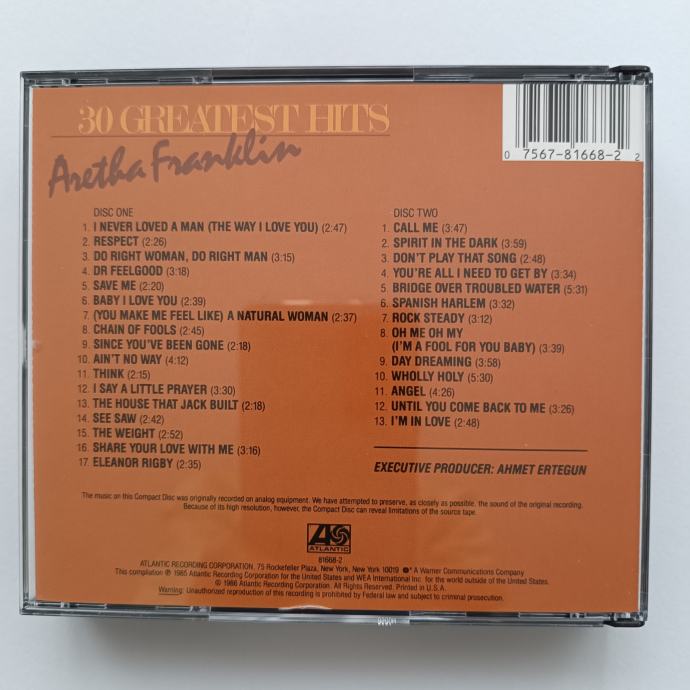 30 GREATEST HITS
Aretha Franklin
0 7567-81668-2 2
DISC ONE
1. I NEVER LOVED A MAN (THE WAY I LOVE YOU) (2:47)
2. RESPECT (2:26)
3. DO RIGHT WOMAN, DO RIGHT MAN (3:15)
4. DR FEELGOOD (3:18)
5. SAVE ME (2:20)
6. BABY I LOVE YOU (2:39)
7. (YOU MAKE ME FEEL LIKE) A NATURAL WOMAN (2:37)
8. CHAIN OF FOOLS (2:45)
9. SINCE YOU'VE BEEN GONE (2:18)
10. AIN'T NO WAY (4:12)
11. THINK (2:15)
12. I SAY A LITTLE PRAYER (3:30)
13. THE HOUSE THAT JACK BUILT (2:18)
14. SEE SAW (2:42)
15. THE WEIGHT (2:52)
16. SHARE YOUR LOVE WITH ME (3:16)
17. ELEANOR RIGBY (2:35)
DISC TWO
1. CALL ME (3:47)
2. SPIRIT IN THE DARK (3:59)
3. DON'T PLAY THAT SONG (2:48)
4. YOU'RE ALL I NEED TO GET BY (3:34)
5. BRIDGE OVER TROUBLED WATER (5:31)
6. SPANISH HARLEM (3:32)
7. ROCK STEADY (3:12)
8. OH ME OH MY
(I'M A FOOL FOR YOU BABY) (3:39)
9. DAY DREAMING (3:58)
10. WHOLLY HOLY (5:30)
11. ANGEL (4:26)
12. UNTIL YOU COME BACK TO ME (3:26)
13. I'M IN LOVE (2:48)
EXECUTIVE PRODUCER: AHMET ERTEGUN
The music on this Compact Disc was originally recorded on analog equipment. We have attempted to preserve, as closely as possible, the sound of the original recording.
Because of its high resolution, however, the Compact Disc can reveal limitations of the source tape.
ATLANTIC
81668-2
ATLANTIC RECORDING CORPORATION, 75 Rockefeller Plaza, New York, New York 10019 A Warner Communications Company
This compilation ℗ 1985 Atlantic Recording Corporation for the United States and WEA International Inc. for the world outside of the United States.
© 1986 Atlantic Recording Corporation. All Rights Reserved. Printed in U.S.A.
Warning: Unauthorized reproduction of this recording is prohibited by Federal law and subject to criminal prosecution.